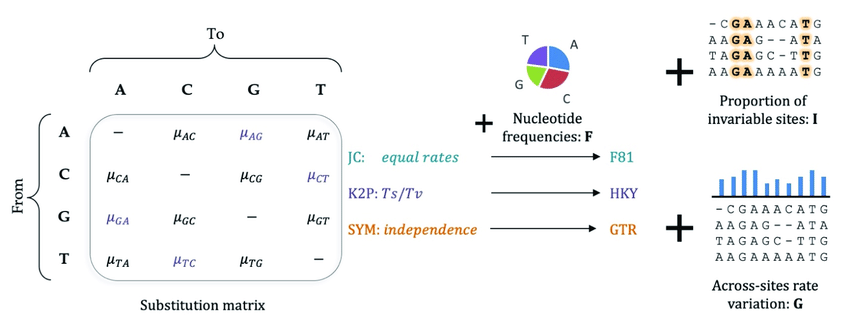 To
A C G T
From
A – μAC μAG μAT
C μCA – μCG μCT
G μGA μGC – μGT
T μTA μTC μTG –
Substitution matrix
T A
G C
+ Nucleotide
frequencies: F
JC: equal rates F81
K2P: Ts/Tv HKY
SYM: independence GTR
+
-CGAAACATG
AAGAG--ATA
TAGAGC-TTG
AAGAAAAATG
Proportion of
invariable sites: I
+
-CGAAACATG
AAGAG--ATA
TAGAGC-TTG
AAGAAAAATG
Across-sites rate
variation: G